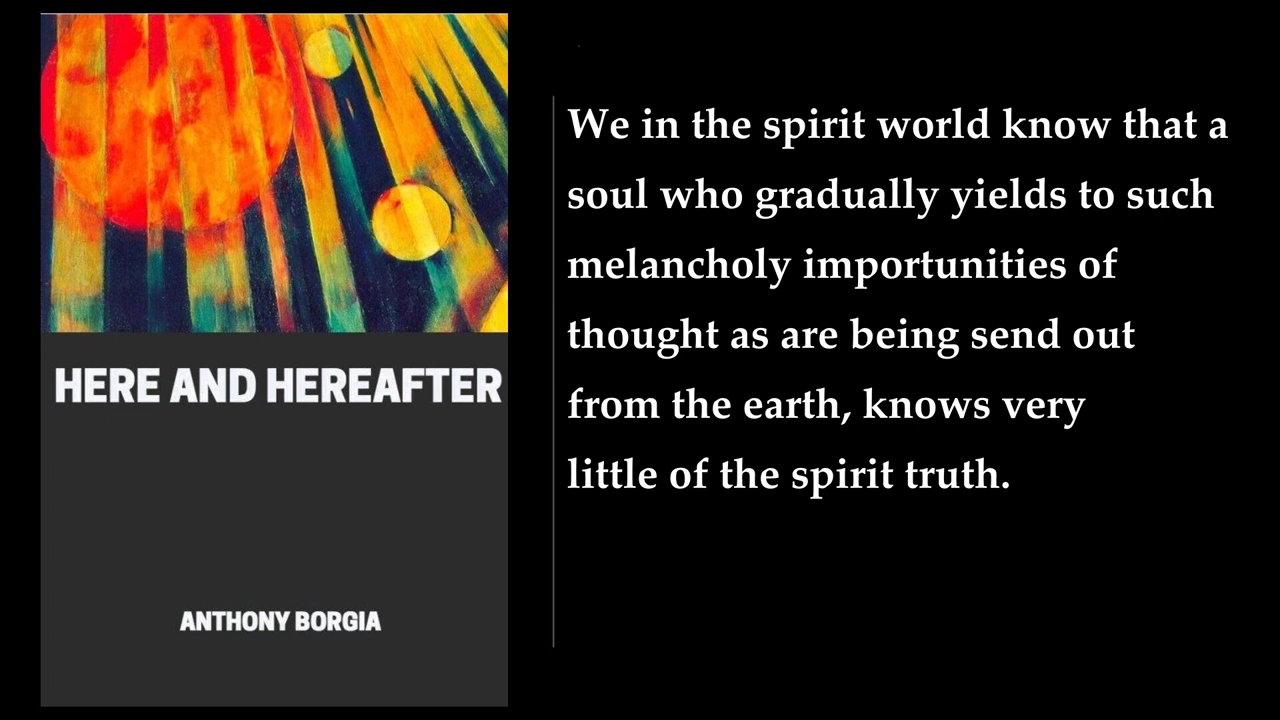 HERE AND HEREAFTER
ANTHONY BORGIA
We in the spirit world know that a
soul who gradually yields to such
melancholy importunities of
thought as are being send out
from the earth, knows very
little of the spirit truth.